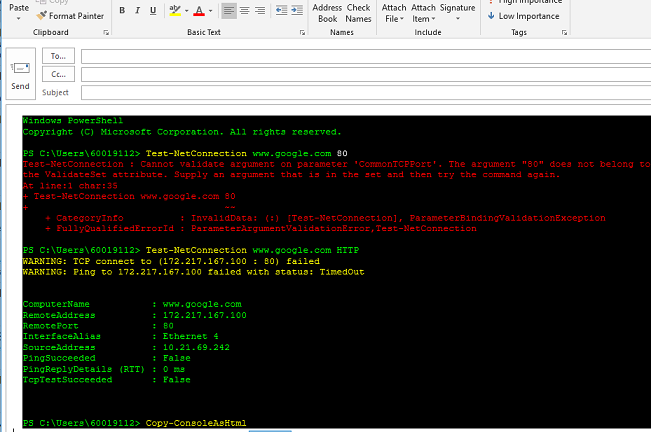 Copy
High Importance
Paste
Format Painter
B I U ab A
Address Check
Book Names
Attach Attach Signature
File Item
Low Importance
Clipboard
Basic Text
Names
Include
Tags
To...
Cc...
Send
Subject
Windows PowerShell
Copyright (C) Microsoft Corporation. All rights reserved.
PS C:\Users\60019112> Test-NetConnection www.google.com 80
Test-NetConnection : Cannot validate argument on parameter 'CommonTCPPort'. The argument "80" does not belong to
the ValidateSet attribute. Supply an argument that is in the set and then try the command again.
At line:1 char:35
+ Test-NetConnection www.google.com 80
+ ~~
+ CategoryInfo : InvalidData: (:) [Test-NetConnection], ParameterBindingValidationException
+ FullyQualifiedErrorId : ParameterArgumentValidationError,Test-NetConnection
PS C:\Users\60019112> Test-NetConnection www.google.com HTTP
WARNING: TCP connect to (172.217.167.100 : 80) failed
WARNING: Ping to 172.217.167.100 failed with status: TimedOut
ComputerName : www.google.com
RemoteAddress : 172.217.167.100
RemotePort : 80
InterfaceAlias : Ethernet 4
SourceAddress : 10.21.69.242
PingSucceeded : False
PingReplyDetails (RTT) : 0 ms
TcpTestSucceeded : False
PS C:\Users\60019112> Copy-ConsoleAsHtml